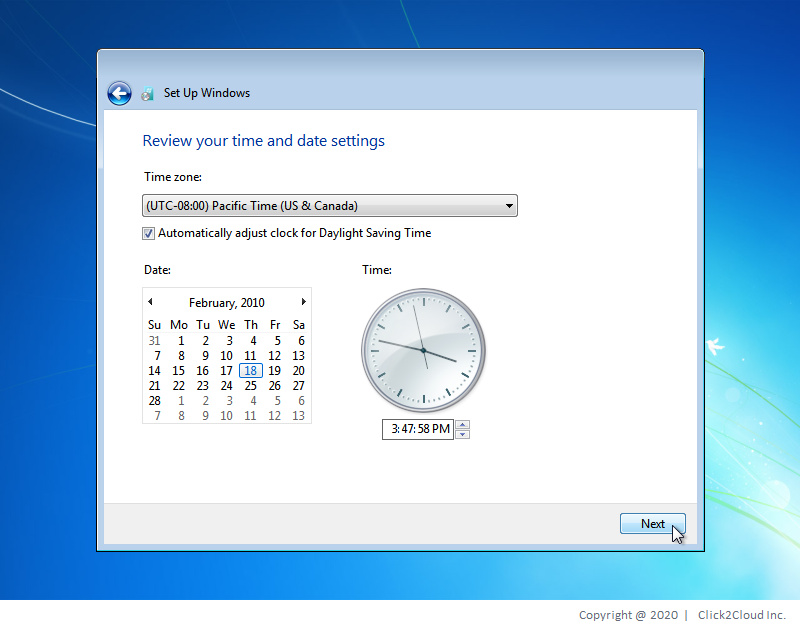 Set Up Windows
Review your time and date settings
Time zone:
(UTC-08:00) Pacific Time (US & Canada)
Automatically adjust clock for Daylight Saving Time
Date:
Time:
February, 2010
Su Mo Tu We Th Fr Sa
31 1 2 3 4 5 6
7 8 9 10 11 12 13
14 15 16 17 18 19 20
21 22 23 24 25 26 27
28 1 2 3 4 5 6
7 8 9 10 11 12 13
3:47:58 PM
Next
Copyright @ 2020 | Click2Cloud Inc.